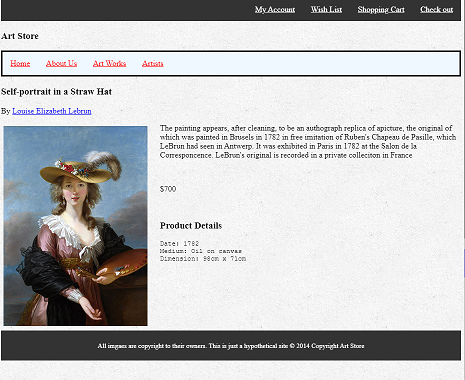 My Account Wish List Shopping Cart Check out
Art Store
Home About Us Art Works Artists
Self-portrait in a Straw Hat
By Louise Elizabeth Lebrun
The painting appears, after cleaning, to be an authograph replica of apicture, the original of
which was painted in Brusels in 1782 in free imitation of Ruben's Chapeau de Pasille, which
LeBrun had seen in Antwerp. It was exhibited in Paris in 1782 at the Salon de la
Corresponcence. LeBrun's original is recorded in a private colleciton in France
$700
Product Details
Date: 1782
Medium: Oil on canvas
Dimension: 98cm x 71cm
All imgaes are copyright to their owners. This is just a hypothetical site © 2014 Copyright Art Store